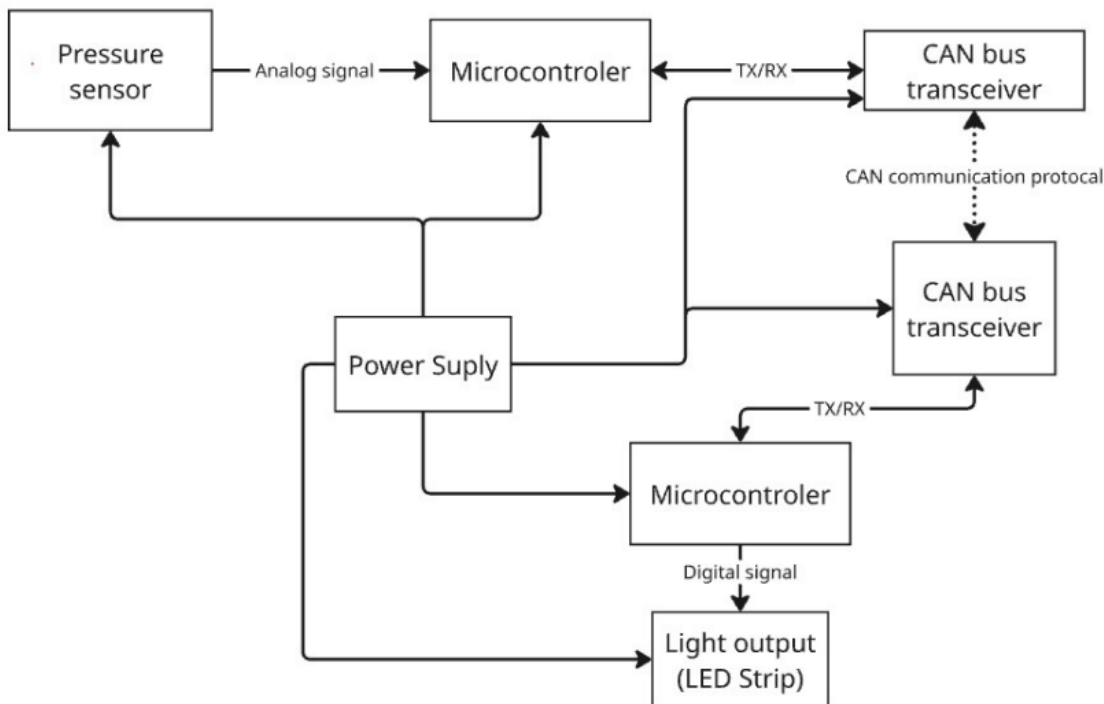 Pressure
sensor
Analog signal
Microcontroler
TX/RX
CAN bus
transceiver
CAN communication protocal
CAN bus
transceiver
Power Suply
TX/RX
Microcontroler
Digital signal
Light output
(LED Strip)